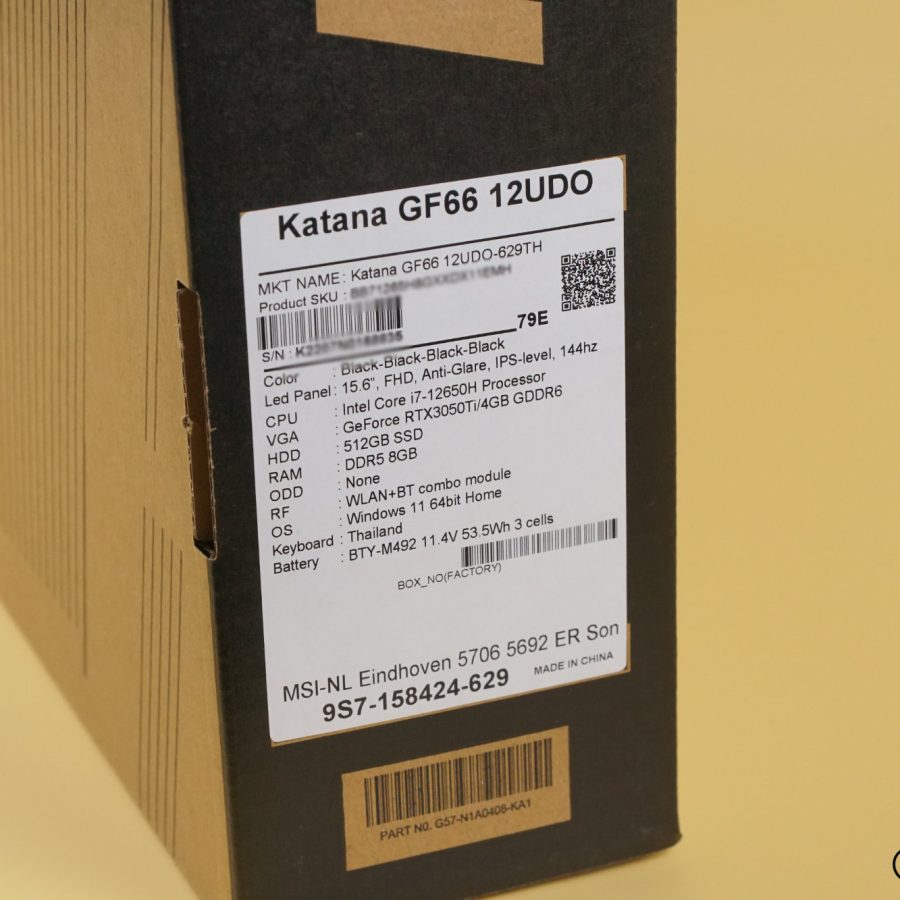 Katana GF66 12UDO
MKT NAME: Katana GF66 12UDO-629TH
Product SKU :
S/N :
79E
Color : Black-Black-Black-Black
Led Panel : 15.6", FHD, Anti-Glare, IPS-level, 144hz
CPU : Intel Core i7-12650H Processor
VGA : GeForce RTX3050Ti/4GB GDDR6
HDD : 512GB SSD
RAM : DDR5 8GB
ODD : None
RF : WLAN+BT combo module
OS : Windows 11 64bit Home
Keyboard : Thailand
Battery : BTY-M492 11.4V 53.5Wh 3 cells
BOX_NO(FACTORY)
MSI-NL Eindhoven 5706 5692 ER Son
9S7-158424-629 MADE IN CHINA
PART N0. G57-N1A0408-KA1